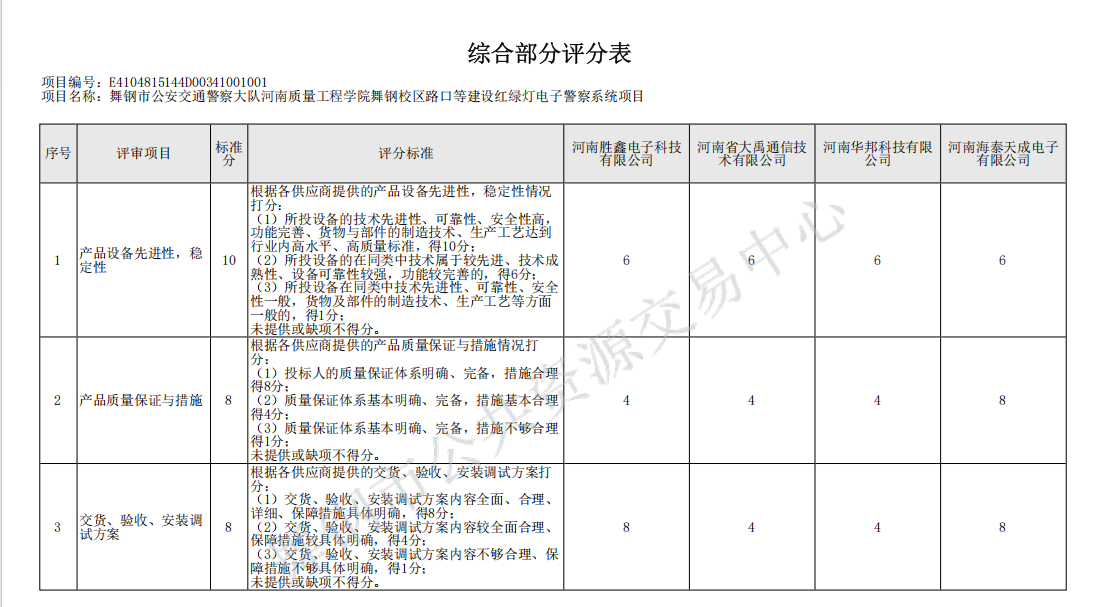 综合部分评分表
项目编号：E4104815144D00341001001
项目名称：舞钢市公安交通警察大队河南质量工程学院舞钢校区路口等建设红绿灯电子警察系统项目
序号
评审项目
标准
分
评分标准
河南胜鑫电子科技
有限公司
河南省大禹通信技
术有限公司
河南华邦科技有限
公司
河南海泰天成电子
有限公司
1
产品设备先进性，稳
定性
10
根据各供应商提供的产品设备先进性，稳定性情况
打分：
（1）所投设备的技术先进性、可靠性、安全性高，
功能完善、货物与部件的制造技术、生产工艺达到
行业内高水平、高质量标准，得10分；
（2）所投设备的在同类中技术属于较先进、技术成
熟性、设备可靠性较强，功能较完善的，得6分；
（3）所投设备在同类中技术先进性、可靠性、安全
性一般，货物及部件的制造技术、生产工艺等方面
一般的，得1分；
未提供或缺项不得分。
6
6
6
6
2
产品质量保证与措施
8
根据各供应商提供的产品质量保证与措施情况打
分：
（1）投标人的质量保证体系明确、完备，措施合理
得8分；
（2）质量保证体系基本明确、完备，措施基本合理
得4分；
（3）质量保证体系基本明确、完备，措施不够合理
得1分；
未提供或缺项不得分。
4
4
4
8
3
交货、验收、安装调
试方案
8
根据各供应商提供的交货、验收、安装调试方案打
分；
（1）交货、验收、安装调试方案内容全面、合理、
详细、保障措施具体明确，得8分；
（2）交货、验收、安装调试方案内容较全面合理、
保障措施较具体明确，得4分；
（3）交货、验收、安装调试方案内容不够合理、保
障措施不够具体明确，得1分；
未提供或缺项不得分。
8
4
4
8
舞钢市公共资源交易中心